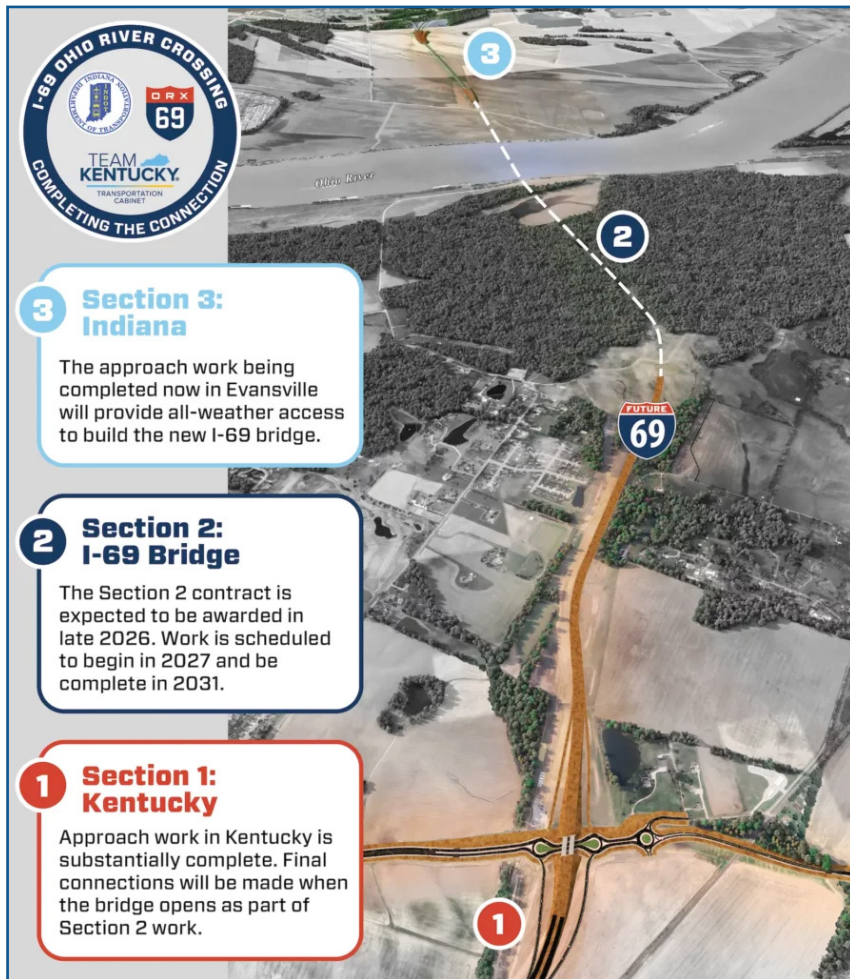 I-69 OHIO RIVER CROSSING
INDIANA
DEPARTMENT OF TRANSPORTATION
INDOT
ORX
69
TEAM
KENTUCKY
TRANSPORTATION
CABINET
COMPLETING THE CONNECTION
3
Ohio River
2
3
Section 3:
Indiana
The approach work being
completed now in Evansville
will provide all-weather access
to build the new I-69 bridge.
FUTURE
69
2
Section 2:
I-69 Bridge
The Section 2 contract is
expected to be awarded in
late 2026. Work is scheduled
to begin in 2027 and be
complete in 2031.
1
Section 1:
Kentucky
Approach work in Kentucky is
substantially complete. Final
connections will be made when
the bridge opens as part of
Section 2 work.
1